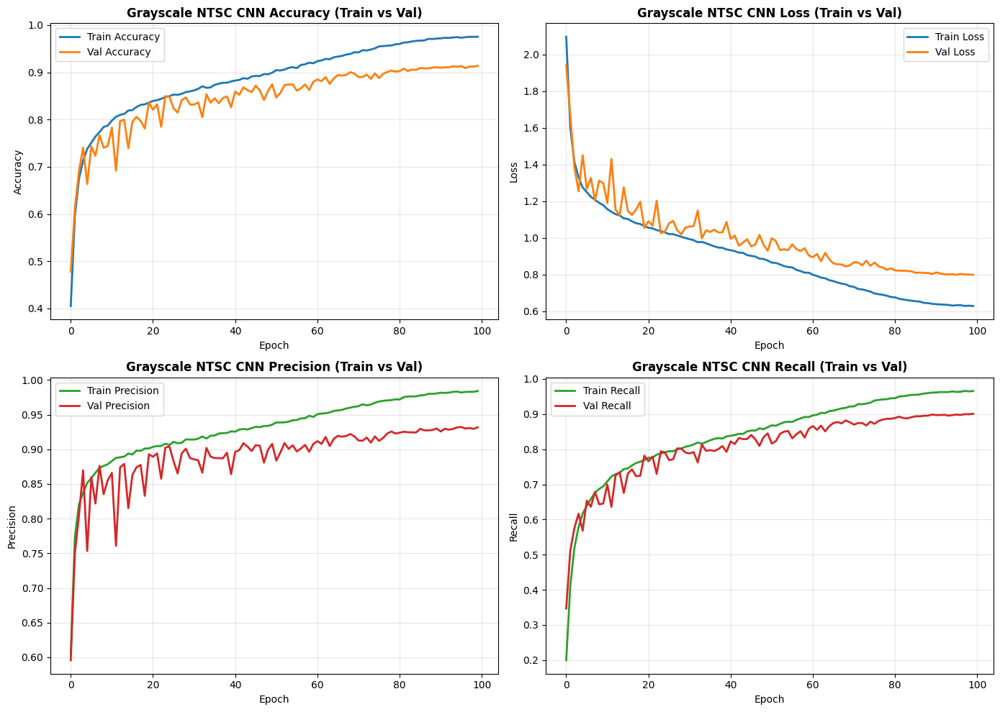 Grayscale NTSC CNN Accuracy (Train vs Val)
Train Accuracy
Val Accuracy
Accuracy
1.0
0.9
0.8
0.7
0.6
0.5
0.4
0 20 40 60 80 100
Epoch
Grayscale NTSC CNN Loss (Train vs Val)
Train Loss
Val Loss
Loss
2.0
1.8
1.6
1.4
1.2
1.0
0.8
0.6
0 20 40 60 80 100
Epoch
Grayscale NTSC CNN Precision (Train vs Val)
Train Precision
Val Precision
Precision
1.00
0.95
0.90
0.85
0.80
0.75
0.70
0.65
0.60
0 20 40 60 80 100
Epoch
Grayscale NTSC CNN Recall (Train vs Val)
Train Recall
Val Recall
Recall
1.0
0.9
0.8
0.7
0.6
0.5
0.4
0.3
0.2
0 20 40 60 80 100
Epoch